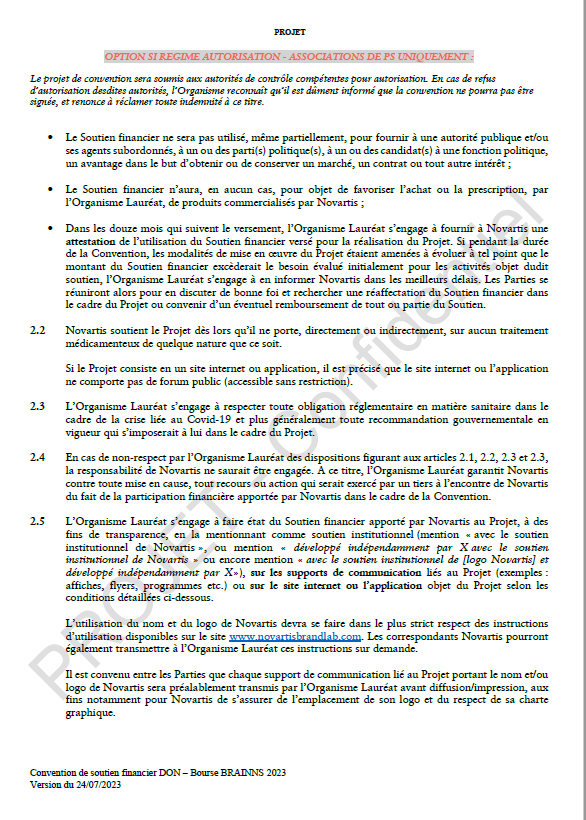 PROJET
OPTION SI REGIME AUTORISATION - ASSOCIATIONS DE PS UNIQUEMENT :
Le projet de convention sera soumis aux autorités de contrôle compétentes pour autorisation. En cas de refus
d'autorisation desdites autorités, l'Organisme reconnaît qu'il est dûment informé que la convention ne pourra pas être
signée, et renonce à réclamer toute indemnité à ce titre.
• Le Soutien financier ne sera pas utilisé, même partiellement, pour fournir à une autorité publique et/ou
ses agents subordonnés, à un ou des parti(s) politique(s), à un ou des candidat(s) à une fonction politique,
un avantage dans le but d'obtenir ou de conserver un marché, un contrat ou tout autre intérêt ;
• Le Soutien financier n'aura, en aucun cas, pour objet de favoriser l'achat ou la prescription, par
l'Organisme Lauréat, de produits commercialisés par Novartis ;
• Dans les douze mois qui suivent le versement, l'Organisme Lauréat s'engage à fournir à Novartis une
attestation de l'utilisation du Soutien financier versé pour la réalisation du Projet. Si pendant la durée
de la Convention, les modalités de mise en œuvre du Projet étaient amenées à évoluer à tel point que le
montant du Soutien financier excèderait le besoin évalué initialement pour les activités objet dudit
soutien, l'Organisme Lauréat s'engage à en informer Novartis dans les meilleurs délais. Les Parties se
réuniront alors pour en discuter de bonne foi et rechercher une réaffectation du Soutien financier dans
le cadre du Projet ou convenir d'un éventuel remboursement de tout ou partie du Soutien.
2.2 Novartis soutient le Projet dès lors qu'il ne porte, directement ou indirectement, sur aucun traitement
médicamenteux de quelque nature que ce soit.
Si le Projet consiste en un site internet ou application, il est précisé que le site internet ou l'application
ne comporte pas de forum public (accessible sans restriction).
2.3 L'Organisme Lauréat s'engage à respecter toute obligation réglementaire en matière sanitaire dans le
cadre de la crise liée au Covid-19 et plus généralement toute recommandation gouvernementale en
vigueur qui s'imposerait à lui dans le cadre du Projet.
2.4 En cas de non-respect par l'Organisme Lauréat des dispositions figurant aux articles 2.1, 2.2, 2.3 et 2.3,
la responsabilité de Novartis ne saurait être engagée. A ce titre, l'Organisme Lauréat garantit Novartis
contre toute mise en cause, tout recours ou action qui serait exercé par un tiers à l'encontre de Novartis
du fait de la participation financière apportée par Novartis dans le cadre de la Convention.
2.5 L'Organisme Lauréat s'engage à faire état du Soutien financier apporté par Novartis au Projet, à des
fins de transparence, en la mentionnant comme soutien institutionnel (mention « avec le soutien
institutionnel de Novartis », ou mention « développé indépendamment par X avec le soutien
institutionnel de Novartis » ou encore mention « avec le soutien institutionnel de [logo Novartis] et
développé indépendamment par X»), sur les supports de communication liés au Projet (exemples :
affiches, flyers, programmes etc.) ou sur le site internet ou l'application objet du Projet selon les
conditions détaillées ci-dessous.
L'utilisation du nom et du logo de Novartis devra se faire dans le plus strict respect des instructions
d'utilisation disponibles sur le site www.novartisbrandlab.com. Les correspondants Novartis pourront
également transmettre à l'Organisme Lauréat ces instructions sur demande.
Il est convenu entre les Parties que chaque support de communication lié au Projet portant le nom et/ou
logo de Novartis sera préalablement transmis par l'Organisme Lauréat avant diffusion/impression, aux
fins notamment pour Novartis de s'assurer de l'emplacement de son logo et du respect de sa charte
graphique.
Convention de soutien financier DON – Bourse BRAINNS 2023
Version du 24/07/2023
PROJET - Confidentiel